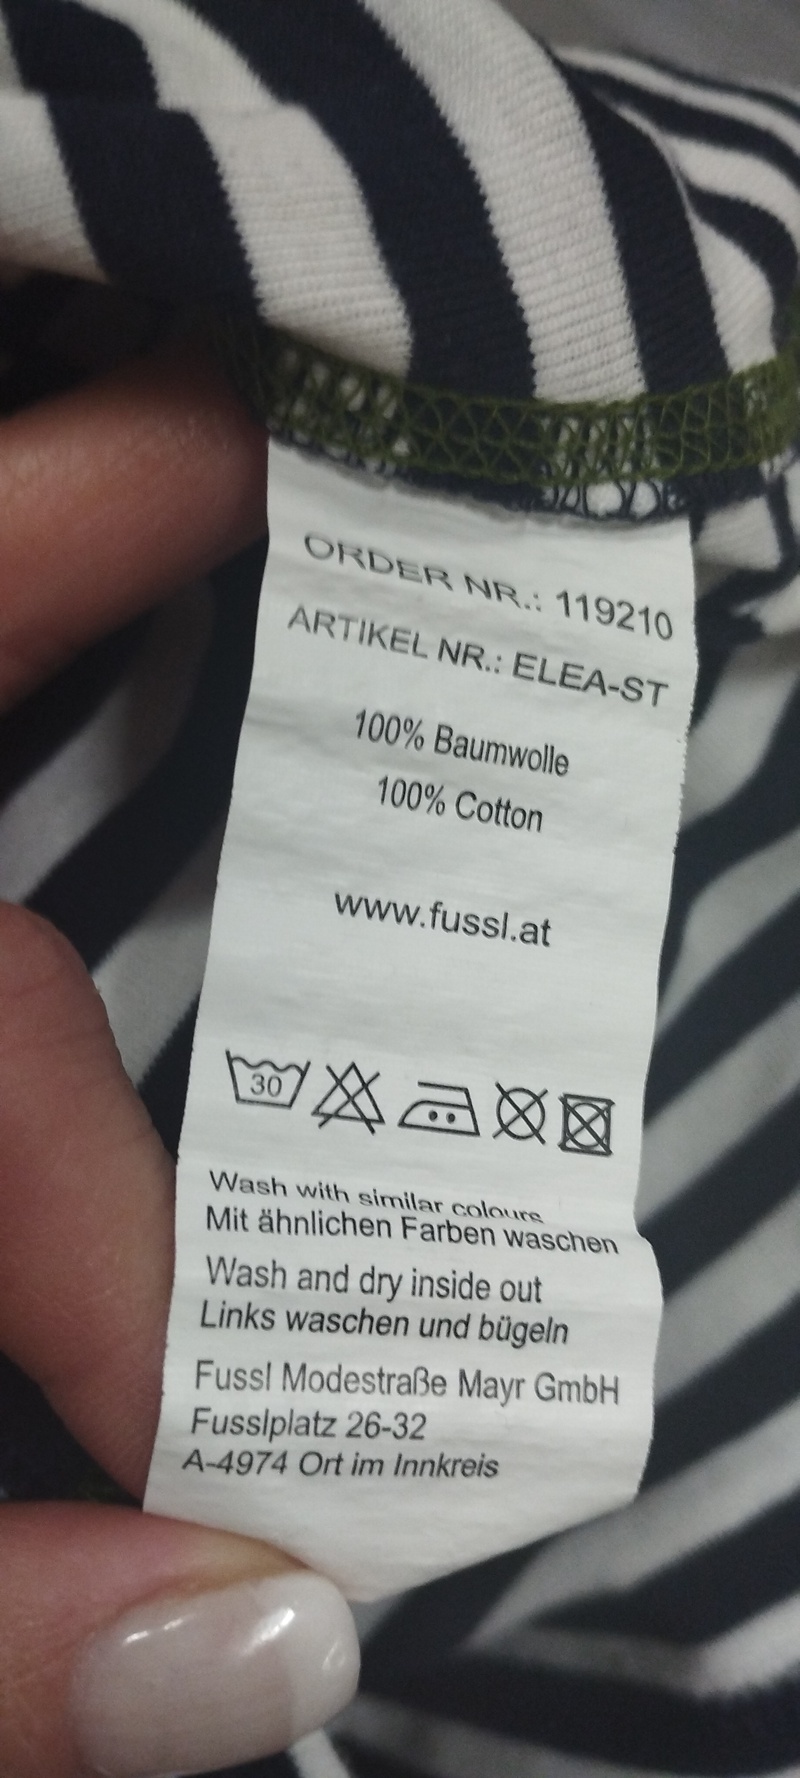 ORDER NR.: 119210
ARTIKEL NR.: ELEA-ST
100% Baumwolle
100% Cotton
www.fussl.at
30
Wash with similar colours
Mit ähnlichen Farben waschen
Wash and dry inside out
Links waschen und bügeln
Fussl Modestraße Mayr GmbH
Fusslplatz 26-32
A-4974 Ort im Innkreis